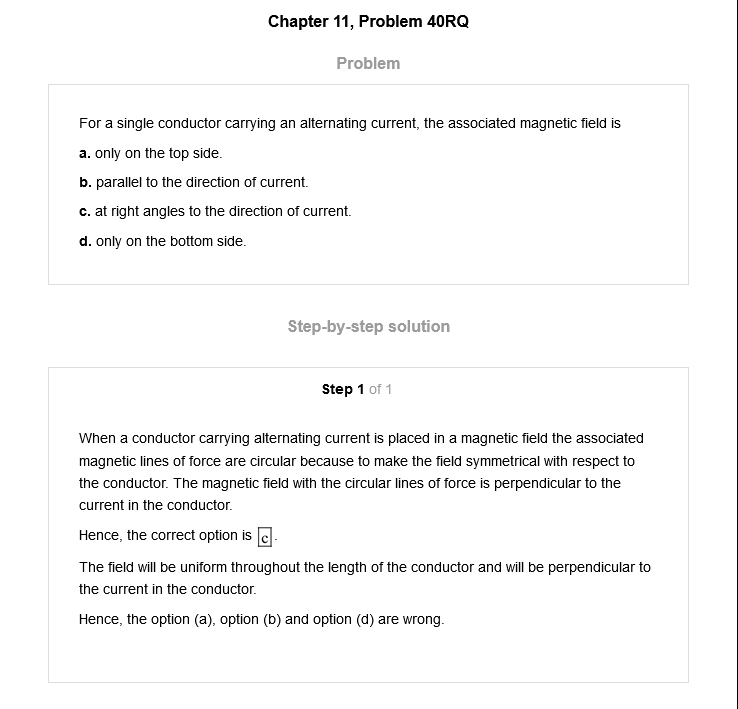 Chapter 11, Problem 40RQ
Problem
For a single conductor carrying an alternating current, the associated magnetic field is
a. only on the top side.
b. parallel to the direction of current.
c. at right angles to the direction of current.
d. only on the bottom side.
Step-by-step solution
Step 1 of 1
When a conductor carrying alternating current is placed in a magnetic field the associated
magnetic lines of force are circular because to make the field symmetrical with respect to
the conductor. The magnetic field with the circular lines of force is perpendicular to the
current in the conductor.
Hence, the correct option is c.
The field will be uniform throughout the length of the conductor and will be perpendicular to
the current in the conductor.
Hence, the option (a), option (b) and option (d) are wrong.